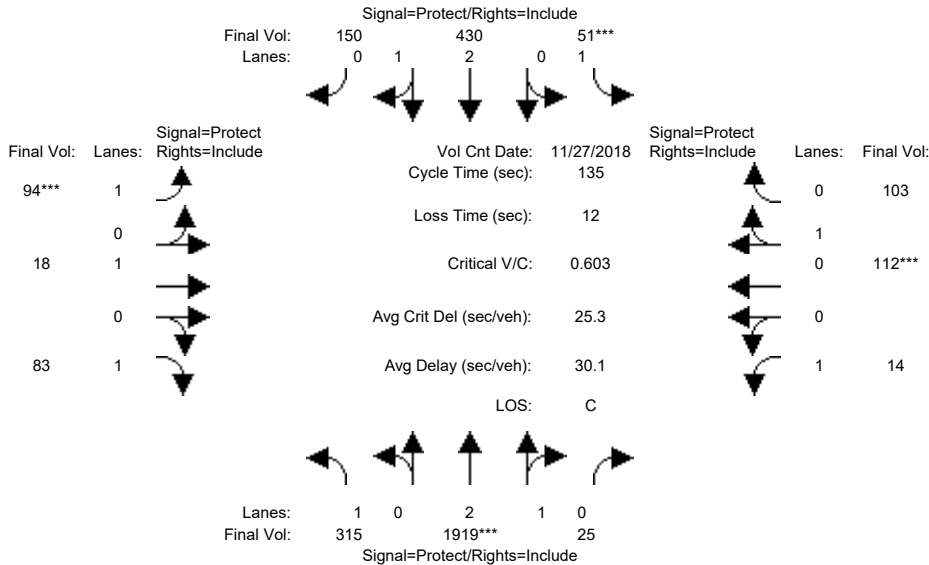 Signal=Protect/Rights=Include
Final Vol: 150 430 51***
Lanes: 0 1 2 0 1
Signal=Protect Signal=Protect
Final Vol: Lanes: Rights=Include Vol Cnt Date: 11/27/2018 Rights=Include Lanes: Final Vol:
Cycle Time (sec): 135
94*** 1 0 103
Loss Time (sec): 12
0 1
18 1 Critical V/C: 0.603 0 112***
0 Avg Crit Del (sec/veh): 25.3 0
83 1 Avg Delay (sec/veh): 30.1 1 14
LOS: C
Lanes: 1 0 2 1 0
Final Vol: 315 1919*** 25
Signal=Protect/Rights=Include